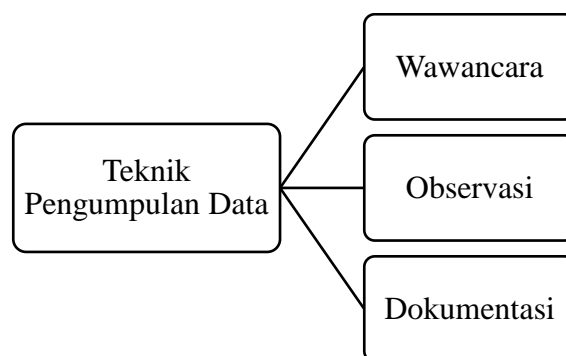 Teknik
Pengumpulan Data
Wawancara
Observasi
Dokumentasi